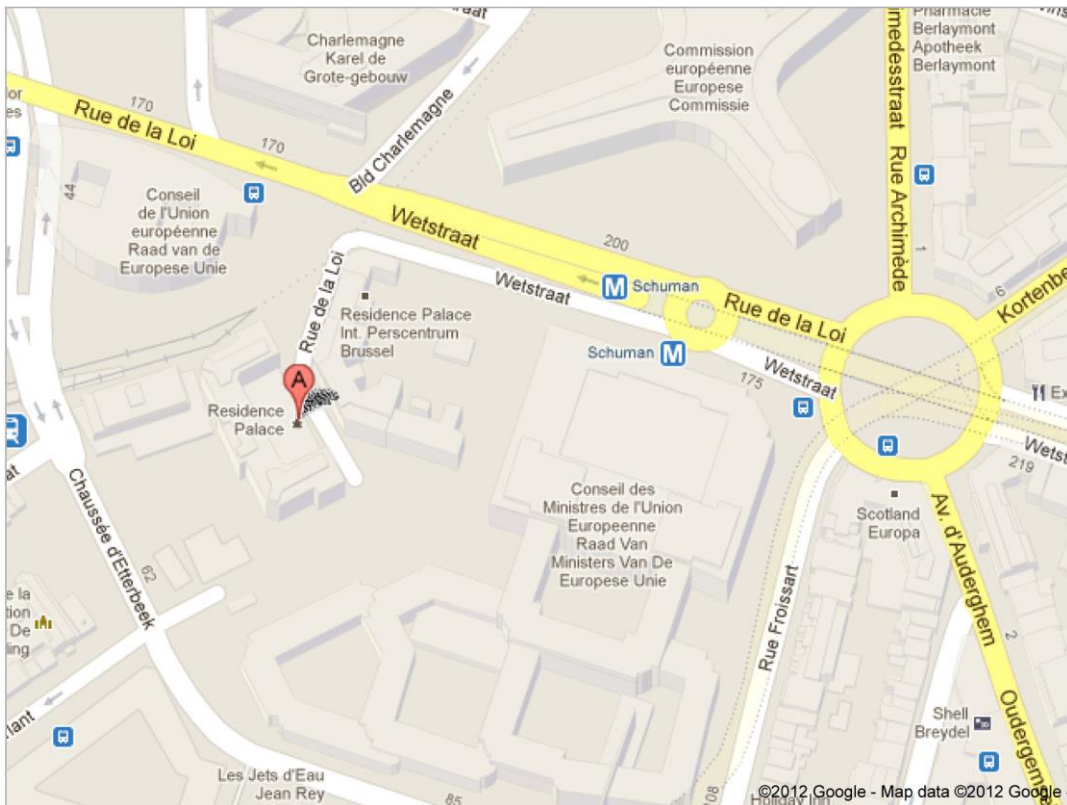 Charlemagne
Karel de
Grote-gebouw
Commission
européenne
Europese
Commissie
Pharmacie
Berlaymont
Apotheek
Berlaymont
Rue de la Loi
170
170
Bld Charlemagne
44
Conseil
de l'Union
européenne
Raad van de
Europese Unie
Wetstraat
200
Rue Archimède
1
6
M Schuman
Rue de la Loi
Wetstraat
Rue de la Loi
Residence Palace
Int. Perscentrum
Brussel
Schuman M
175
Wetstraat
A
Residence
Palace
219
Chaussée d'Etterbeek
62
Conseil des
Ministres de l'Union
Europeenne
Raad Van
Ministers Van De
Europese Unie
Scotland
Europa
Av. d'Auderghem
2
Rue Froissart
Shell
Breydel
Les Jets d'Eau
Jean Rey
85
108
©2012 Google - Map data ©2012 Google